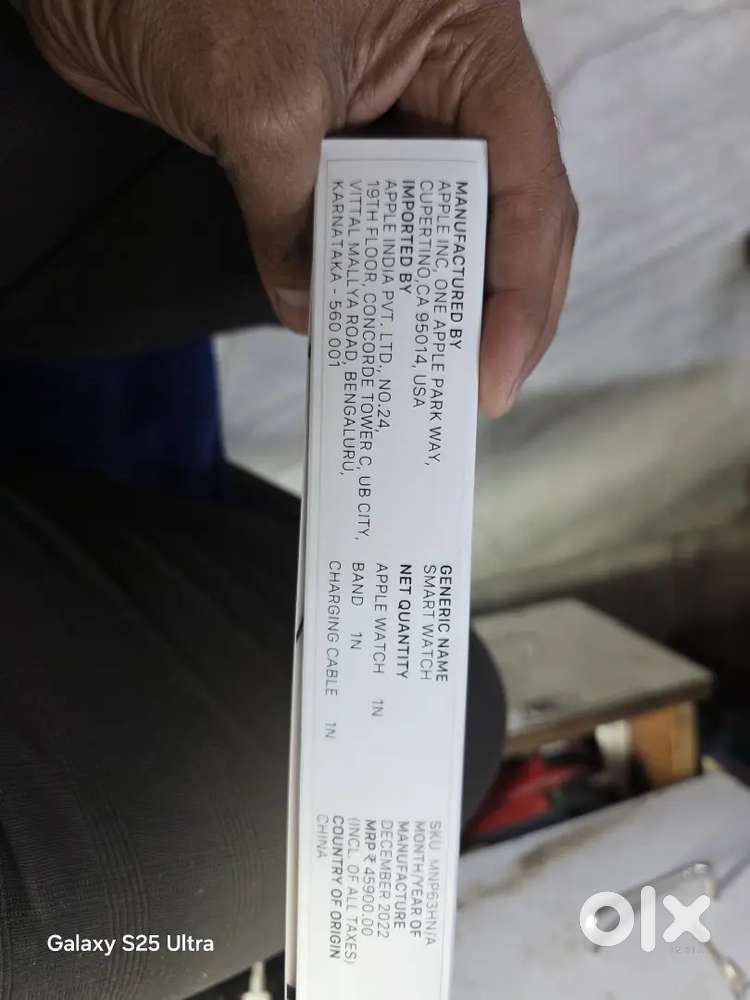 MANUFACTURED BY
APPLE INC, ONE APPLE PARK WAY,
CUPERTINO,CA 95014, USA
IMPORTED BY
APPLE INDIA PVT. LTD., NO.24,
19TH FLOOR, CONCORDE TOWER C, UB CITY,
VITTAL MALLYA ROAD, BENGALURU,
KARNATAKA - 560 001
GENERIC NAME
SMART WATCH
NET QUANTITY
APPLE WATCH 1N
BAND 1N
CHARGING CABLE 1N
SKU MNP63HN/A
MONTH/YEAR OF
MANUFACTURE
DECEMBER 2022
MRP ₹ 45900.00
(INCL. OF ALL TAXES)
COUNTRY OF ORIGIN
CHINA
Galaxy S25 Ultra
olx